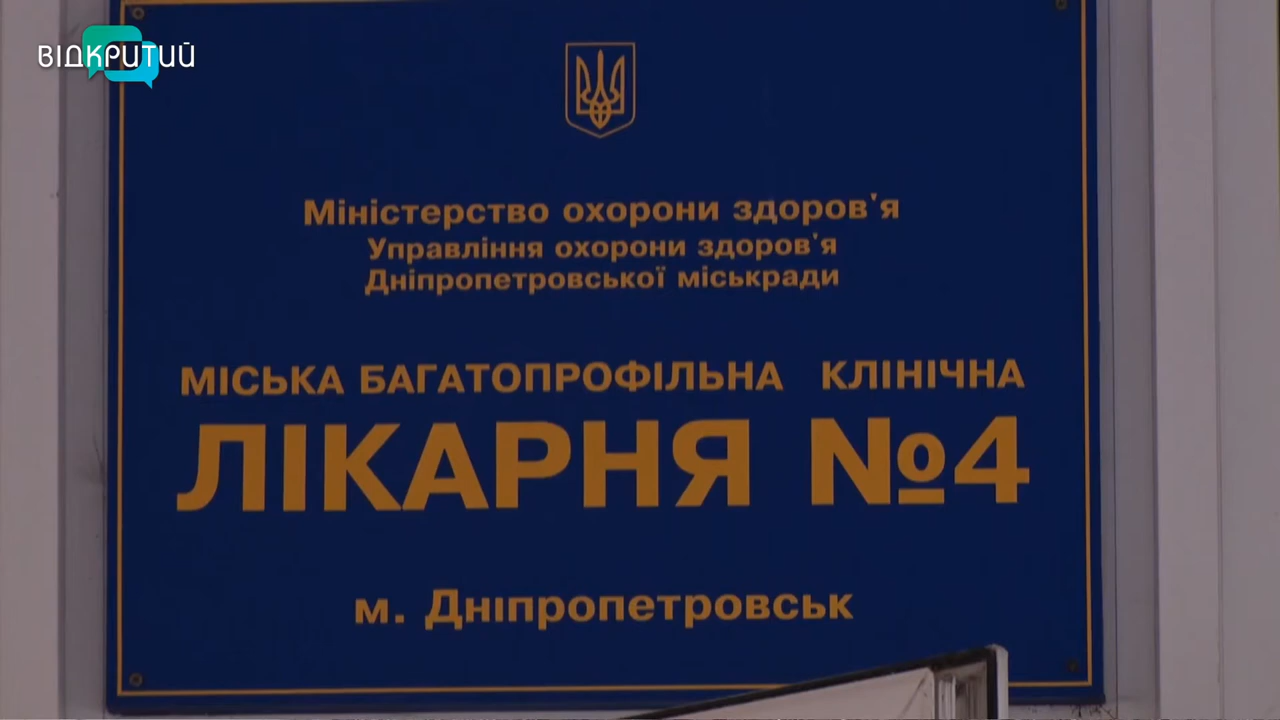 ВІДКРИТИЙ
Міністерство охорони здоров'я
Управління охорони здоров'я
Дніпропетровської міськради
МІСЬКА БАГАТОПРОФІЛЬНА КЛІНІЧНА
ЛІКАРНЯ №4
м. Дніпропетровськ